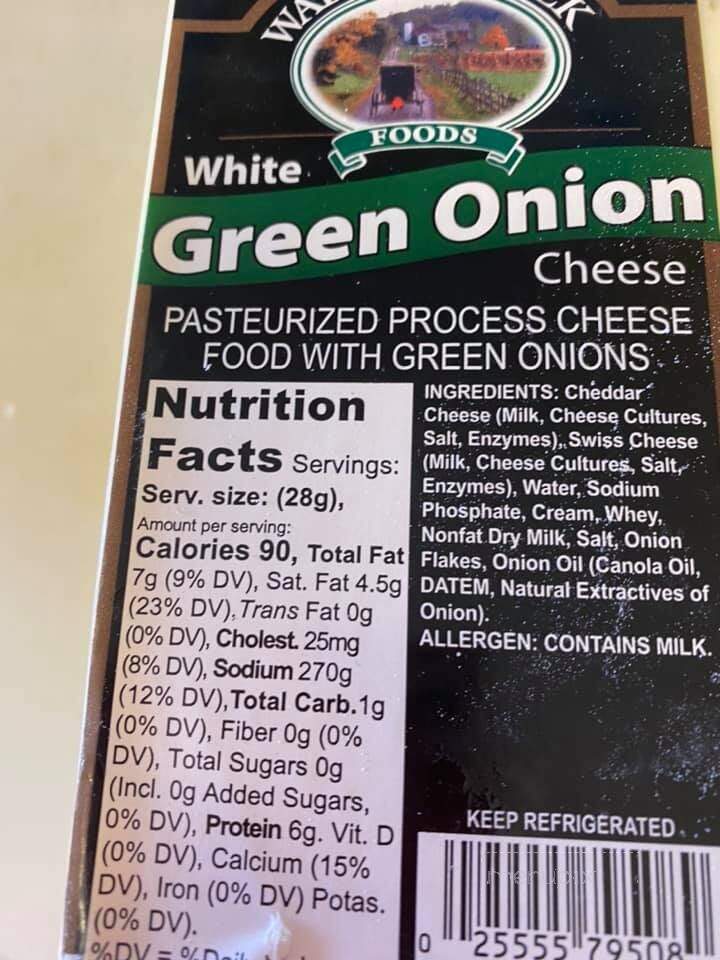 FOODS
White
Green Onion
Cheese
PASTEURIZED PROCESS CHEESE
FOOD WITH GREEN ONIONS
Nutrition
Facts Servings:
Serv. size: (28g),
Amount per serving:
Calories 90, Total Fat
7g (9% DV), Sat. Fat 4.5g
(23% DV), Trans Fat 0g
(0% DV), Cholest. 25mg
(8% DV), Sodium 270g
(12% DV), Total Carb. 1g
(0% DV), Fiber 0g (0%
DV), Total Sugars 0g
(Incl. 0g Added Sugars,
0% DV), Protein 6g. Vit. D
(0% DV), Calcium (15%
DV), Iron (0% DV) Potas.
(0% DV).
%DV =
INGREDIENTS: Cheddar
Cheese (Milk, Cheese Cultures,
Salt, Enzymes), Swiss Cheese
(Milk, Cheese Cultures, Salt,
Enzymes), Water, Sodium
Phosphate, Cream, Whey,
Nonfat Dry Milk, Salt, Onion
Flakes, Onion Oil (Canola Oil,
DATEM, Natural Extractives of
Onion).
ALLERGEN: CONTAINS MILK.
KEEP REFRIGERATED
0 25555 79508